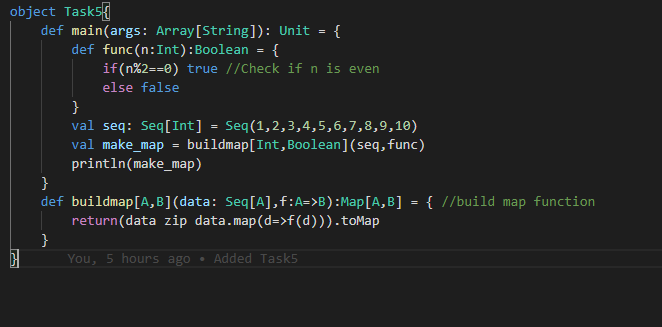 object Task5{
    def main(args: Array[String]): Unit = {
        def func(n:Int):Boolean = {
            if(n%2==0) true //Check if n is even
            else false
        }
        val seq: Seq[Int] = Seq(1,2,3,4,5,6,7,8,9,10)
        val make_map = buildmap[Int,Boolean](seq,func)
        println(make_map)
    }
    def buildmap[A,B](data: Seq[A],f:A=>B):Map[A,B] = { //build map function
        return(data zip data.map(d=>f(d))).toMap
    }
}     You, 5 hours ago • Added Task5